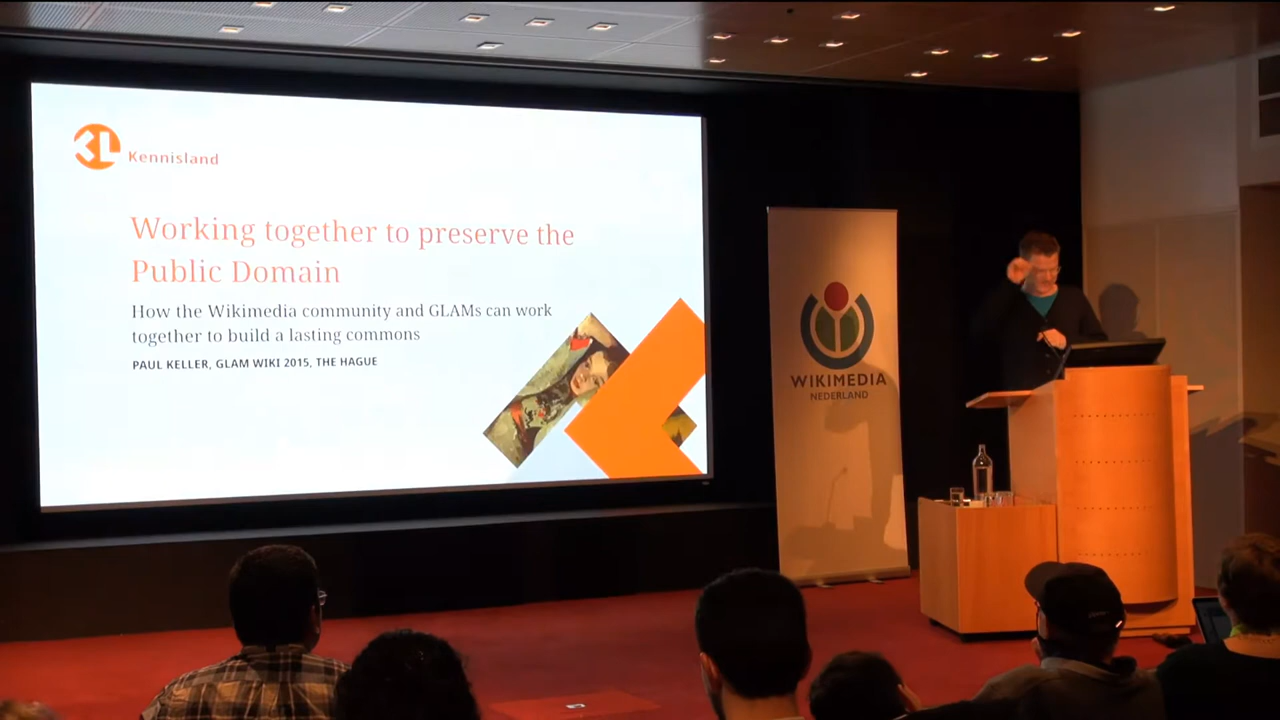 Kennisland
Working together to preserve the
Public Domain
How the Wikimedia community and GLAMs can work
together to build a lasting commons
PAUL KELLER, GLAM WIKI 2015, THE HAGUE
WIKIMEDIA
NEDERLAND